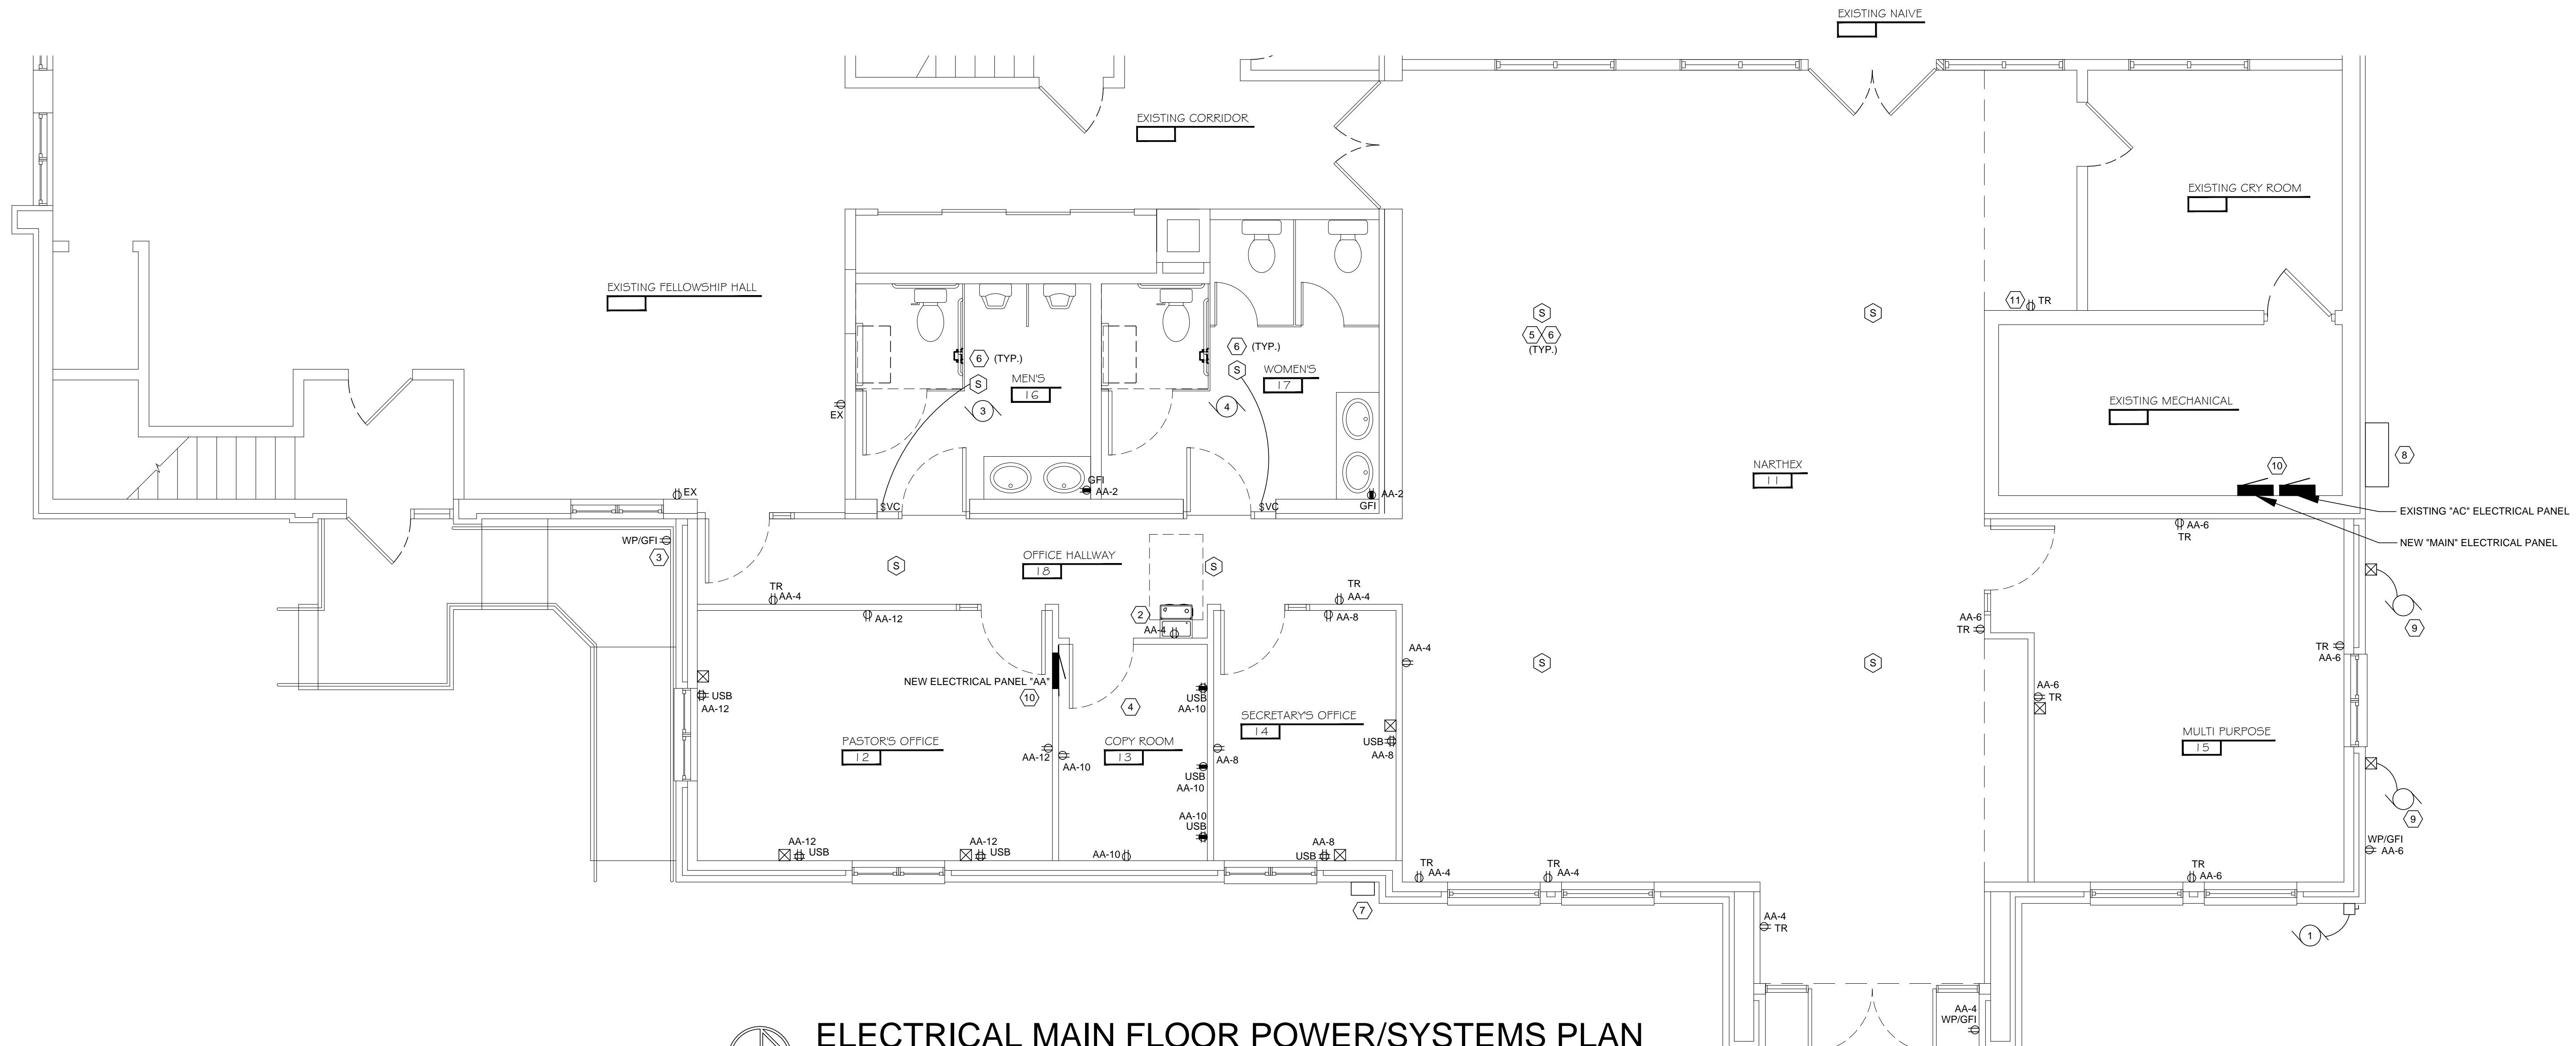 EXISTING NAIVE
EXISTING CORRIDOR
EXISTING CRY ROOM
EXISTING FELLOWSHIP HALL
11 TR
S S
5 6
(TYP.)
6 (TYP.)
6 (TYP.)
S
S
MEN'S
16
WOMEN'S
17
3
4
EX
EXISTING MECHANICAL
8
NARTHEX
11
10
GFI
AA-2
AA-2
GFI
EX
$VC
$VC
EXISTING "AC" ELECTRICAL PANEL
NEW "MAIN" ELECTRICAL PANEL
AA-6
TR
WP/GFI
3
OFFICE HALLWAY
18
S
S
TR
AA-4
TR
AA-4
AA-12
2
AA-4
AA-8
AA-6
TR
9
AA-4
S
S
TR
AA-6
NEW ELECTRICAL PANEL "AA"
10
USB
AA-12
4
USB
AA-10
AA-6
TR
SECRETARY'S OFFICE
14
PASTOR'S OFFICE
12
COPY ROOM
13
MULTI PURPOSE
15
USB
AA-8
AA-12
AA-10
AA-8
USB
AA-10
9
AA-10
USB
WP/GFI
AA-6
AA-12
USB
AA-12
USB
AA-10
AA-8
USB
TR
AA-4
TR
AA-4
TR
AA-6
7
AA-4
TR
1
AA-4
WP/GFI
ELECTRICAL MAIN FLOOR POWER/SYSTEMS PLAN